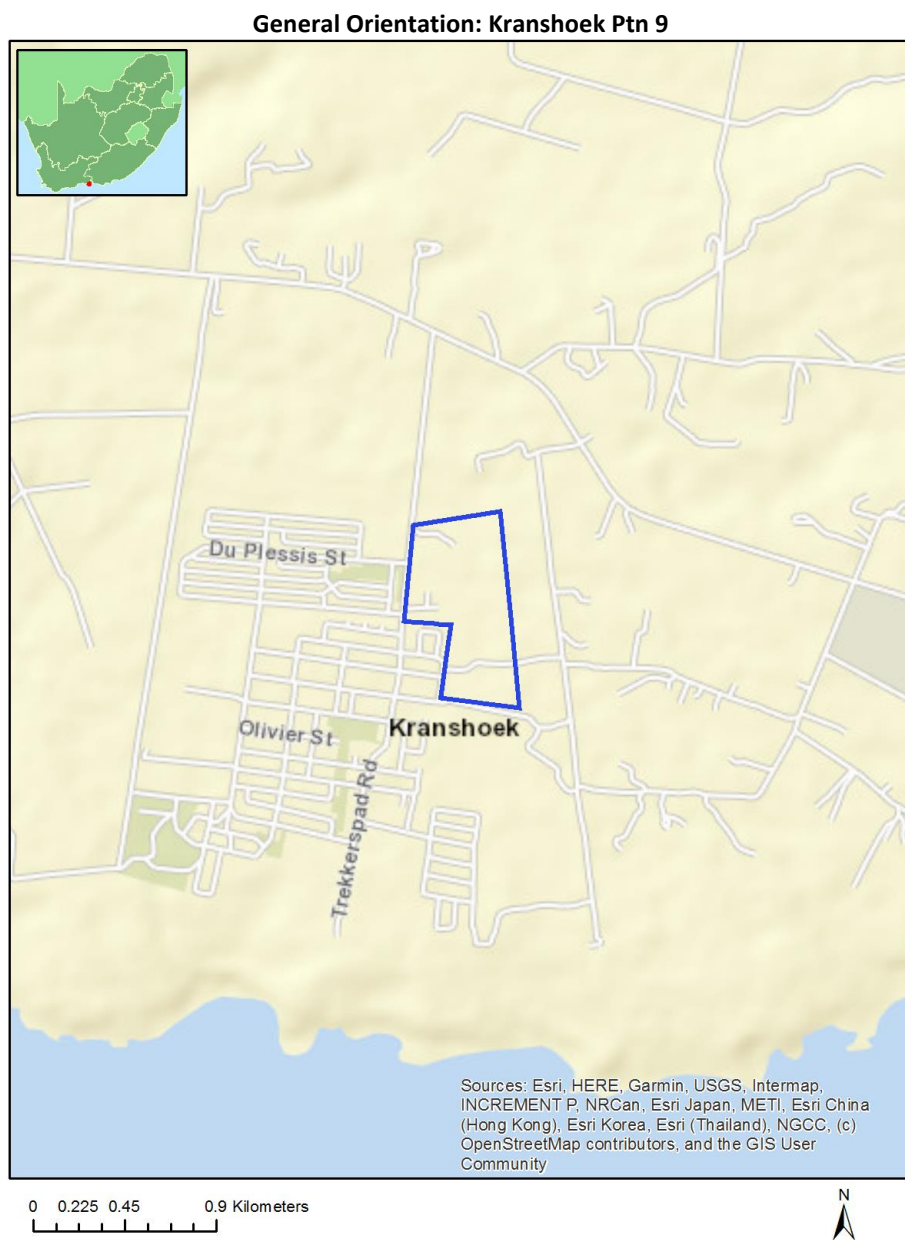 General Orientation: Kranshoek Ptn 9
Du Plessis St
Olivier St
Kranshoek
Trekkerspad Rd
Sources: Esri, HERE, Garmin, USGS, Intermap,
INCREMENT P, NRCan, Esri Japan, METI, Esri China
(Hong Kong), Esri Korea, Esri (Thailand), NGCC, (c)
OpenStreetMap contributors, and the GIS User
Community
0 0.225 0.45 0.9 Kilometers
N